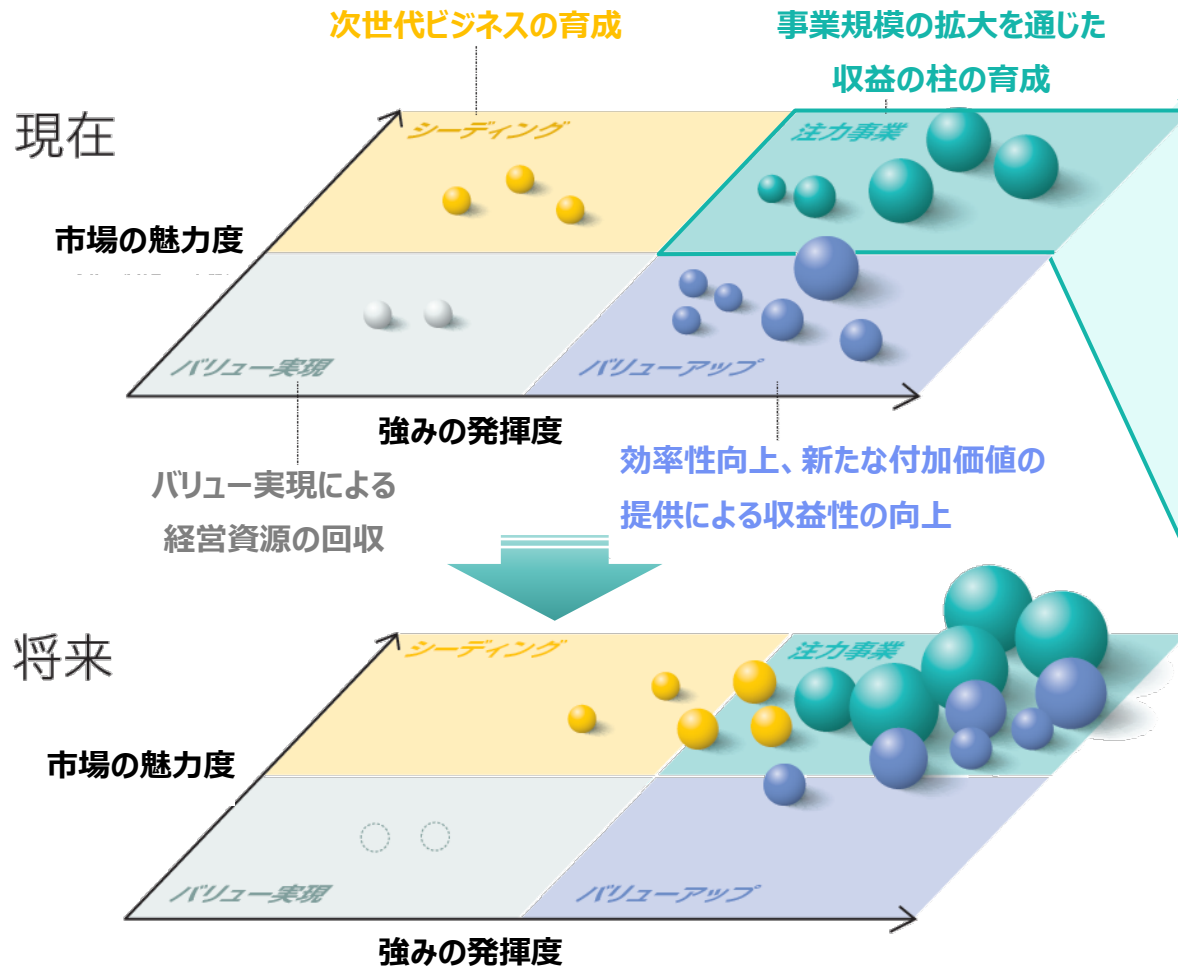 次世代ビジネスの育成
事業規模の拡大を通じた
収益の柱の育成
現在
シーディング
注力事業
市場の魅力度
バリュー実現
バリューアップ
強みの発揮度
バリュー実現による
経営資源の回収
効率性向上、新たな付加価値の
提供による収益性の向上
将来
シーディング
注力事業
市場の魅力度
バリュー実現
バリューアップ
強みの発揮度